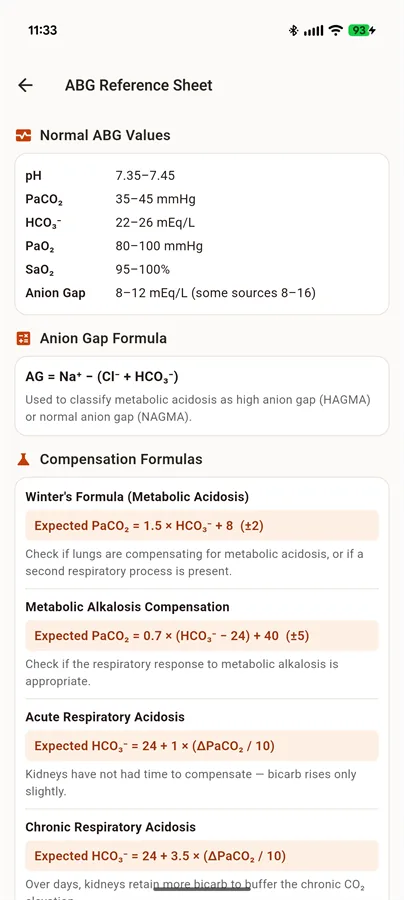 11:33
93
ABG Reference Sheet
Normal ABG Values
pH 7.35–7.45
PaCO₂ 35–45 mmHg
HCO₃⁻ 22–26 mEq/L
PaO₂ 80–100 mmHg
SaO₂ 95–100%
Anion Gap 8–12 mEq/L (some sources 8–16)
Anion Gap Formula
AG = Na⁺ − (Cl⁻ + HCO₃⁻)
Used to classify metabolic acidosis as high anion gap (HAGMA)
or normal anion gap (NAGMA).
Compensation Formulas
Winter's Formula (Metabolic Acidosis)
Expected PaCO₂ = 1.5 × HCO₃⁻ + 8 (±2)
Check if lungs are compensating for metabolic acidosis, or if a
second respiratory process is present.
Metabolic Alkalosis Compensation
Expected PaCO₂ = 0.7 × (HCO₃⁻ − 24) + 40 (±5)
Check if the respiratory response to metabolic alkalosis is
appropriate.
Acute Respiratory Acidosis
Expected HCO₃⁻ = 24 + 1 × (ΔPaCO₂ / 10)
Kidneys have not had time to compensate — bicarb rises only
slightly.
Chronic Respiratory Acidosis
Expected HCO₃⁻ = 24 + 3.5 × (ΔPaCO₂ / 10)
Over days, kidneys retain more bicarb to buffer the chronic CO₂